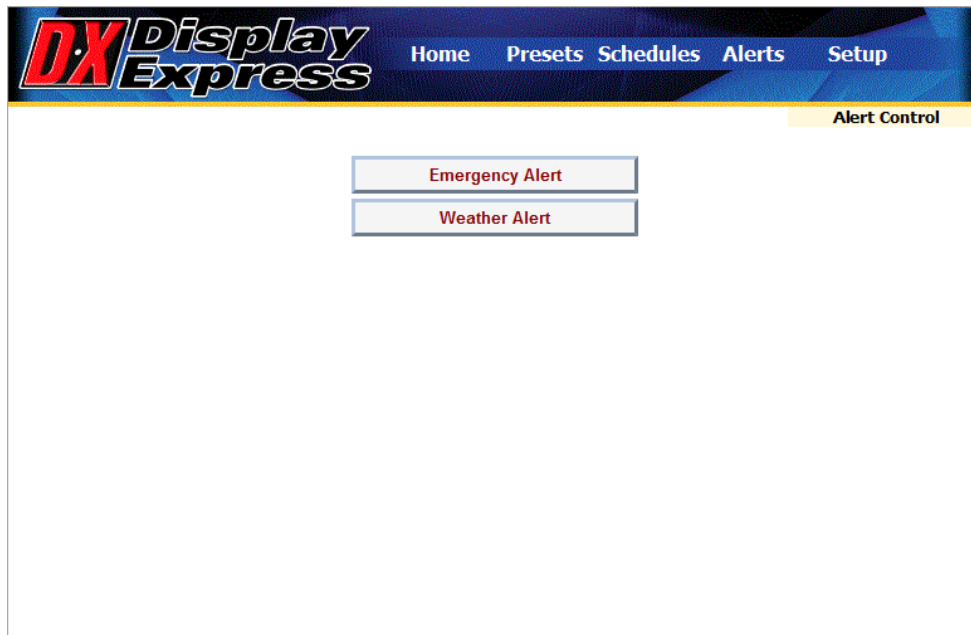 D·X Display Express
Home Presets Schedules Alerts Setup
Alert Control
Emergency Alert
Weather Alert